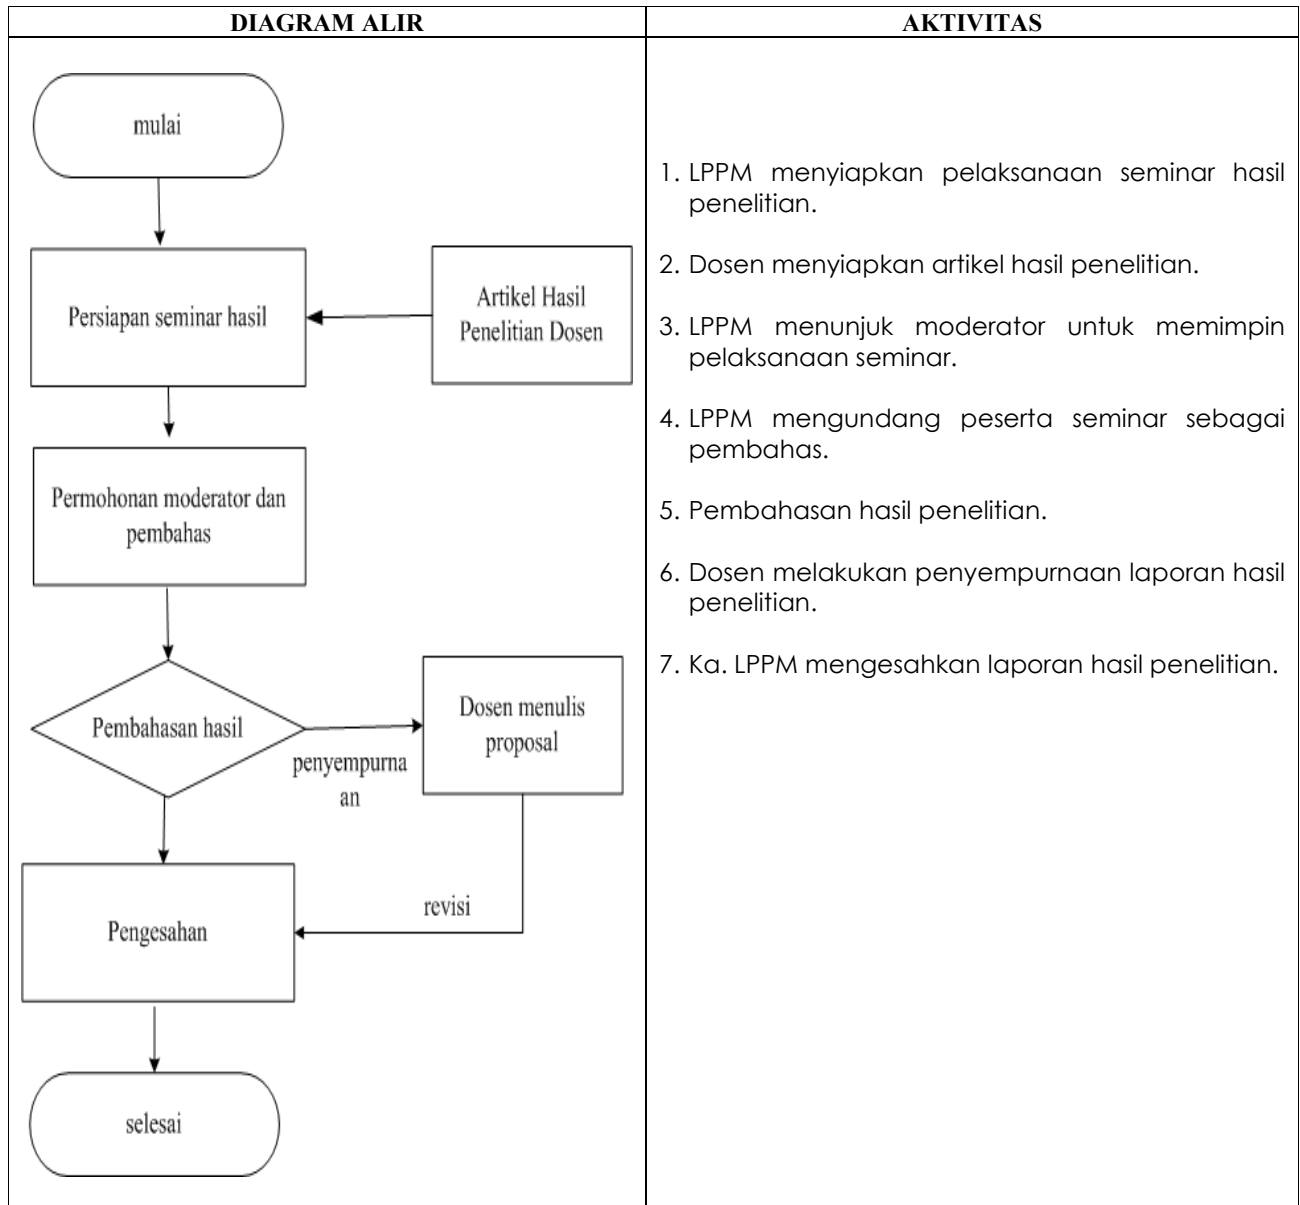 DIAGRAM ALIR
AKTIVITAS
mulai
Persiapan seminar hasil
Artikel Hasil
Penelitian Dosen
Permohonan moderator dan
pembahas
Pembahasan hasil
penyempurna
an
Dosen menulis
proposal
revisi
Pengesahan
selesai
1. LPPM menyiapkan pelaksanaan seminar hasil
penelitian.
2. Dosen menyiapkan artikel hasil penelitian.
3. LPPM menunjuk moderator untuk memimpin
pelaksanaan seminar.
4. LPPM mengundang peserta seminar sebagai
pembahas.
5. Pembahasan hasil penelitian.
6. Dosen melakukan penyempurnaan laporan hasil
penelitian.
7. Ka. LPPM mengesahkan laporan hasil penelitian.